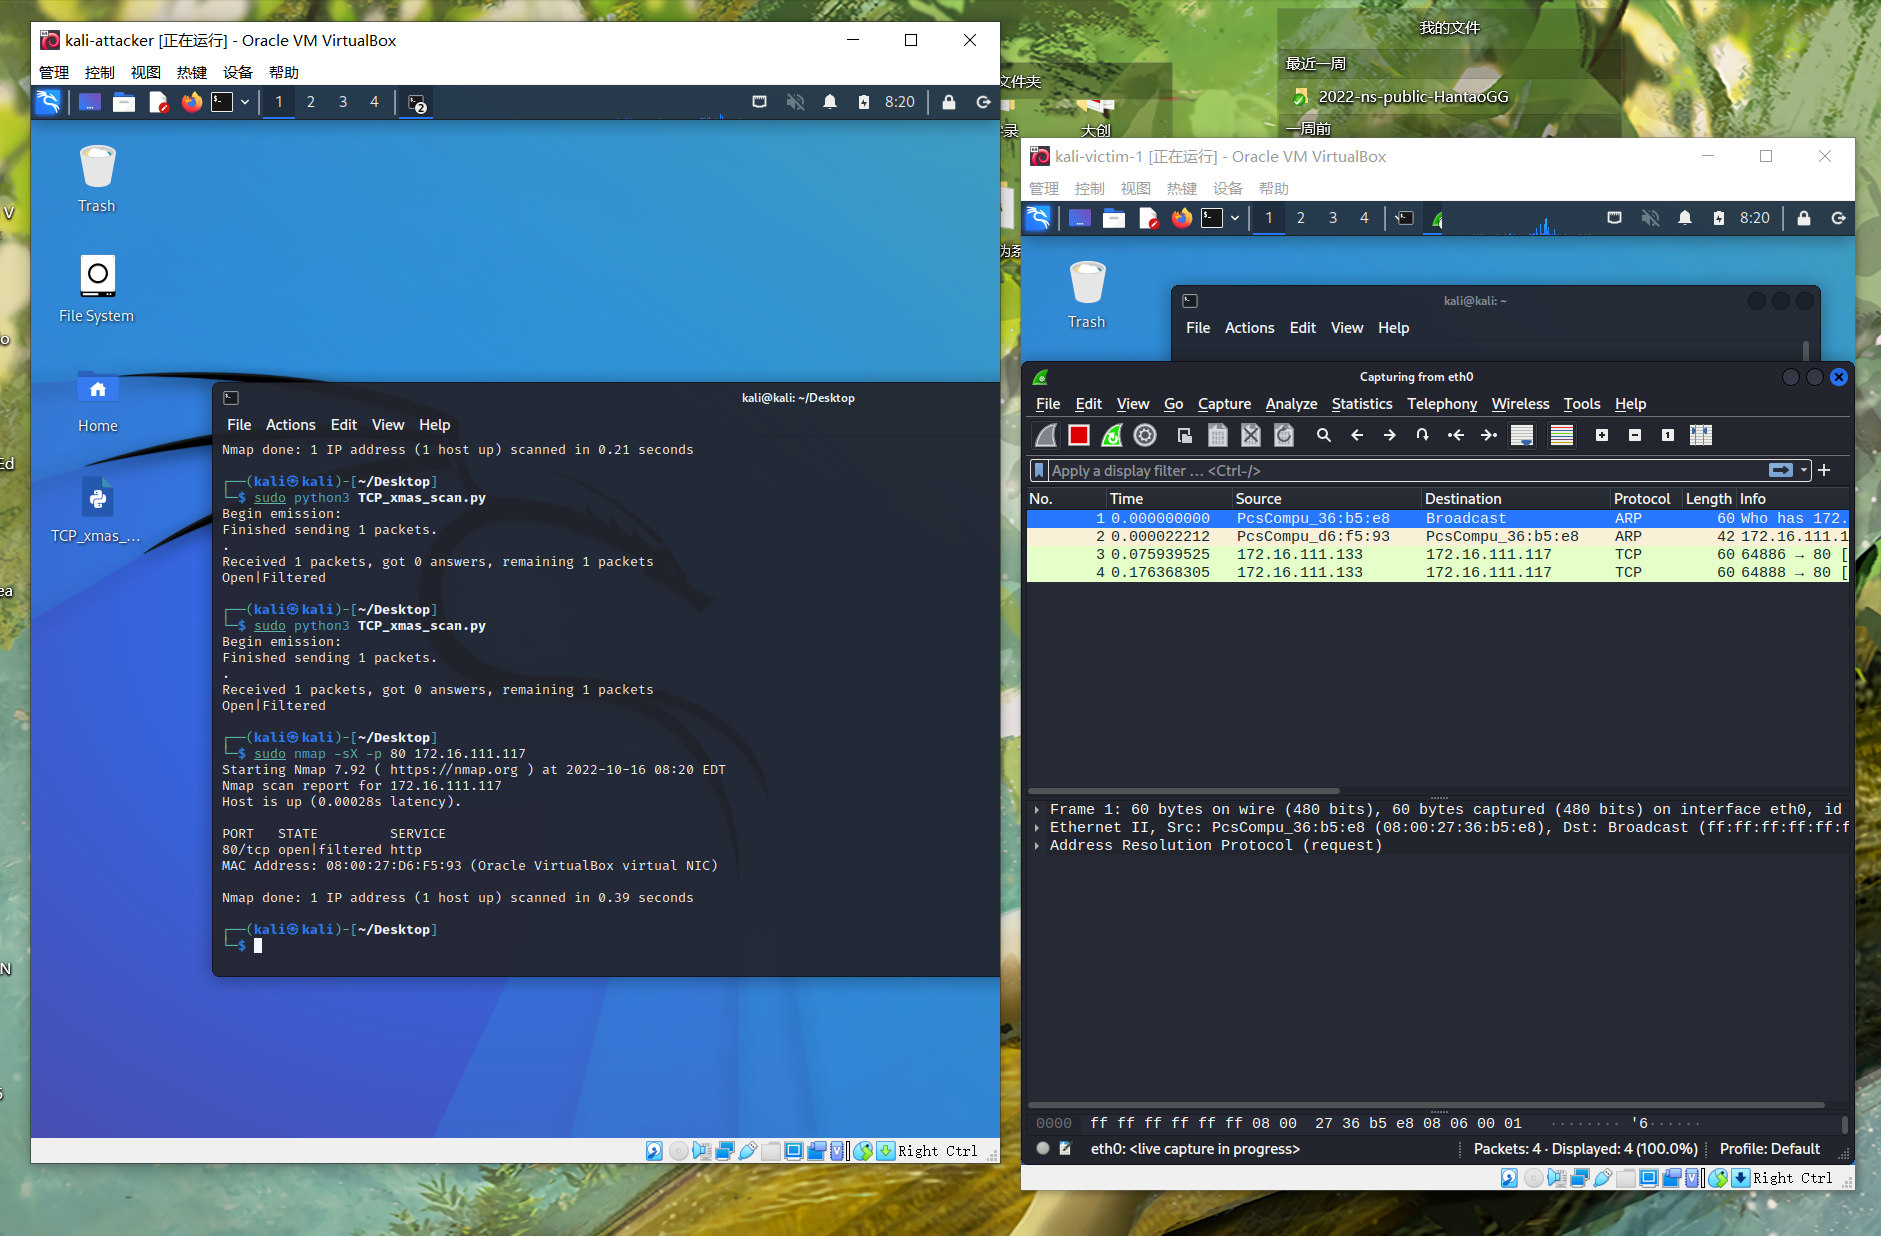 kali-attacker [正在运行] - Oracle VM VirtualBox
管理 控制 视图 热键 设备 帮助
1 2 3 4 2 8:20
Trash
File System
Home
TCP_xmas_...
kali@kali: ~/Desktop
File Actions Edit View Help
Nmap done: 1 IP address (1 host up) scanned in 0.21 seconds
┌──(kali㉿kali)-[~/Desktop]
└─$ sudo python3 TCP_xmas_scan.py
Begin emission:
Finished sending 1 packets.
.
Received 1 packets, got 0 answers, remaining 1 packets
Open|Filtered
┌──(kali㉿kali)-[~/Desktop]
└─$ sudo python3 TCP_xmas_scan.py
Begin emission:
Finished sending 1 packets.
.
Received 1 packets, got 0 answers, remaining 1 packets
Open|Filtered
┌──(kali㉿kali)-[~/Desktop]
└─$ sudo nmap -sX -p 80 172.16.111.117
Starting Nmap 7.92 ( https://nmap.org ) at 2022-10-16 08:20 EDT
Nmap scan report for 172.16.111.117
Host is up (0.00028s latency).
PORT   STATE         SERVICE
80/tcp open|filtered http
MAC Address: 08:00:27:D6:F5:93 (Oracle VirtualBox virtual NIC)
Nmap done: 1 IP address (1 host up) scanned in 0.39 seconds
┌──(kali㉿kali)-[~/Desktop]
└─$
Right Ctrl
我的文件
最近一周
2022-ns-public-HantaoGG
一周前
文件夹
大创
kali-victim-1 [正在运行] - Oracle VM VirtualBox
管理 控制 视图 热键 设备 帮助
1 2 3 4 8:20
Trash
kali@kali: ~
File Actions Edit View Help
Capturing from eth0
File Edit View Go Capture Analyze Statistics Telephony Wireless Tools Help
Apply a display filter … <Ctrl-/>
No. Time Source Destination Protocol Length Info
1 0.000000000 PcsCompu_36:b5:e8 Broadcast ARP 60 Who has 172.
2 0.000022212 PcsCompu_d6:f5:93 PcsCompu_36:b5:e8 ARP 42 172.16.111.1
3 0.075939525 172.16.111.133 172.16.111.117 TCP 60 64886 → 80 [
4 0.176368305 172.16.111.133 172.16.111.117 TCP 60 64888 → 80 [
Frame 1: 60 bytes on wire (480 bits), 60 bytes captured (480 bits) on interface eth0, id
Ethernet II, Src: PcsCompu_36:b5:e8 (08:00:27:36:b5:e8), Dst: Broadcast (ff:ff:ff:ff:ff:f
Address Resolution Protocol (request)
0000 ff ff ff ff ff ff 08 00 27 36 b5 e8 08 06 00 01 ········ '6······
eth0: <live capture in progress>
Packets: 4 · Displayed: 4 (100.0%)
Profile: Default
Right Ctrl